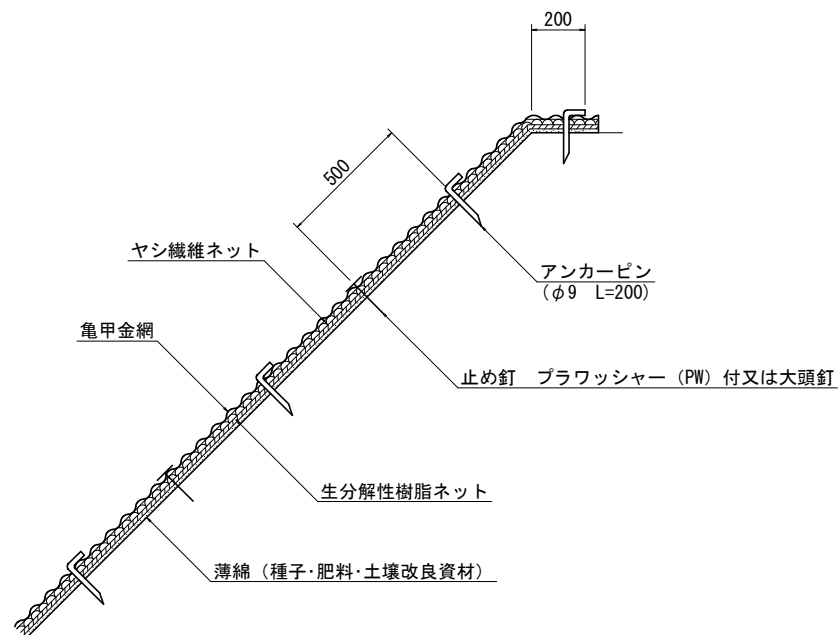 200
500
ヤシ繊維ネット
アンカーピン
（φ9　L=200）
亀甲金網
止め釘　プラワッシャー（PW）付又は大頭釘
生分解性樹脂ネット
薄綿（種子・肥料・土壌改良資材）